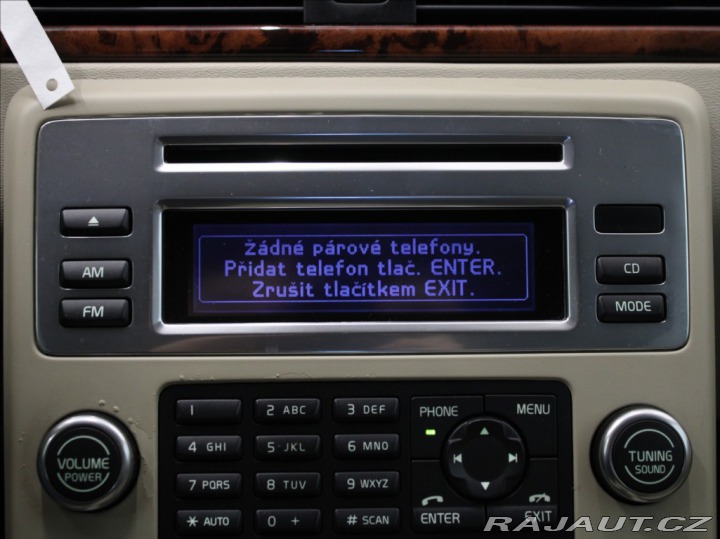 Žádné párové telefony.
Přidat telefon tlač. ENTER.
Zrušit tlačítkem EXIT.
AM
FM
CD
MODE
1
2 ABC
3 DEF
PHONE
MENU
4 GHI
5 JKL
6 MNO
7 PQRS
8 TUV
9 WXYZ
* AUTO
0 +
# SCAN
ENTER
EXIT
VOLUME
POWER
TUNING
SOUND
RAJAUT.CZ